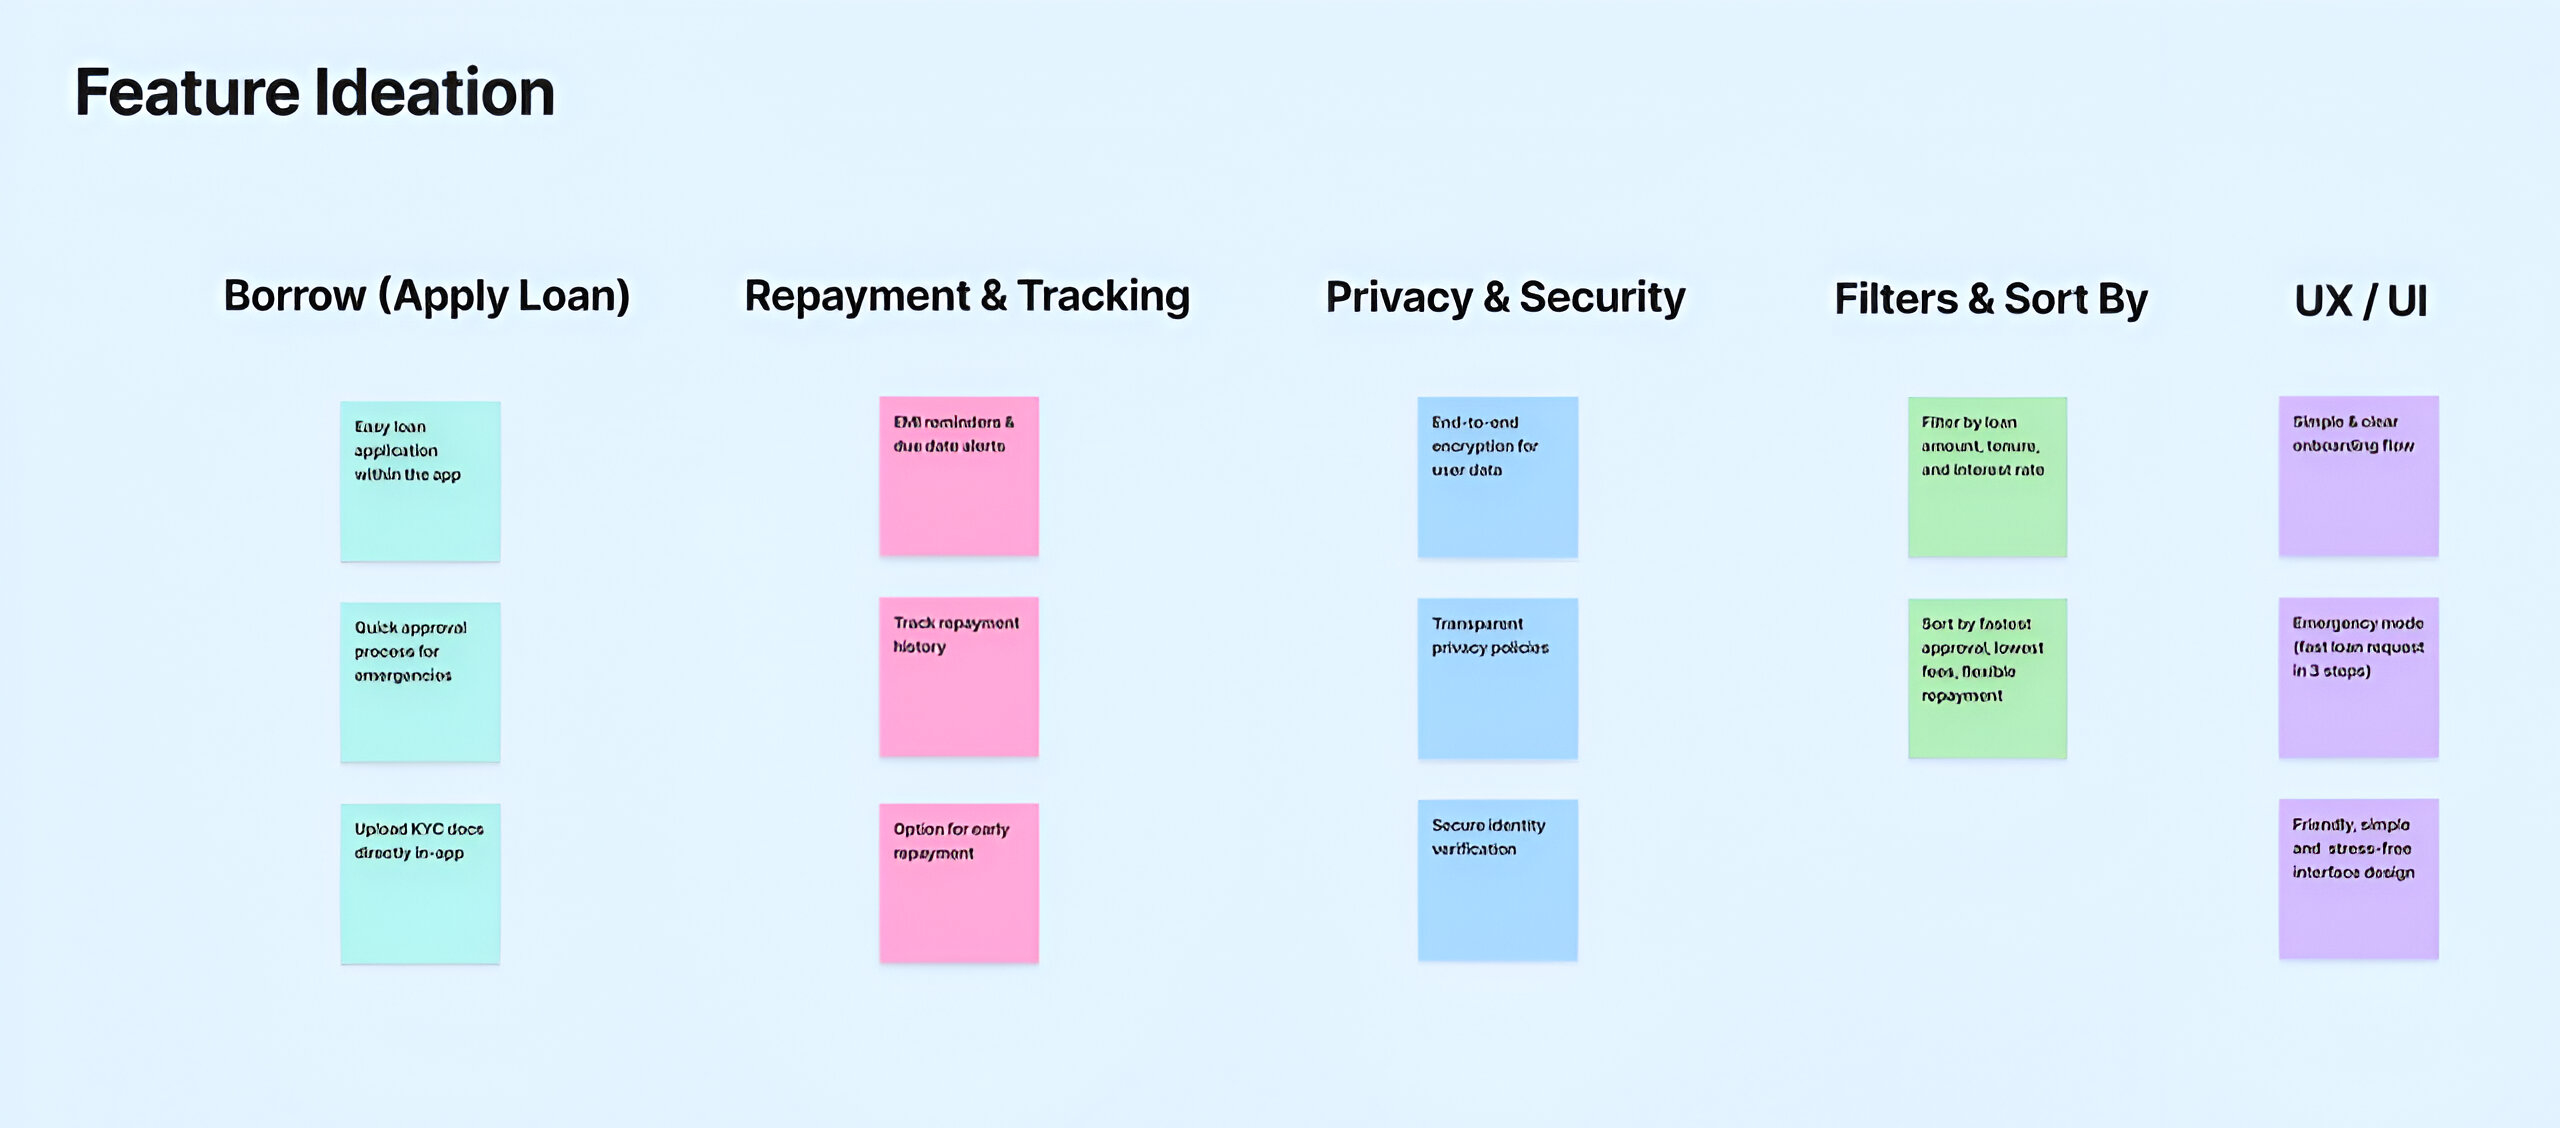 Feature Ideation
Borrow (Apply Loan)
Easy loan
application
within the app
Quick approval
process for
emergencies
Upload KYC docs
directly in-app
Repayment & Tracking
EMI reminders &
due date alerts
Track repayment
history
Option for early
repayment
Privacy & Security
End-to-end
encryption for
user data
Transparent
privacy policies
Secure identity
verification
Filters & Sort By
Filter by loan
amount, tenure,
and interest rate
Sort by fastest
approval, lowest
fees, flexible
repayment
UX / UI
Simple & clear
onboarding flow
Emergency mode
(fast loan request
in 3 steps)
Friendly, simple
and stress-free
interface design